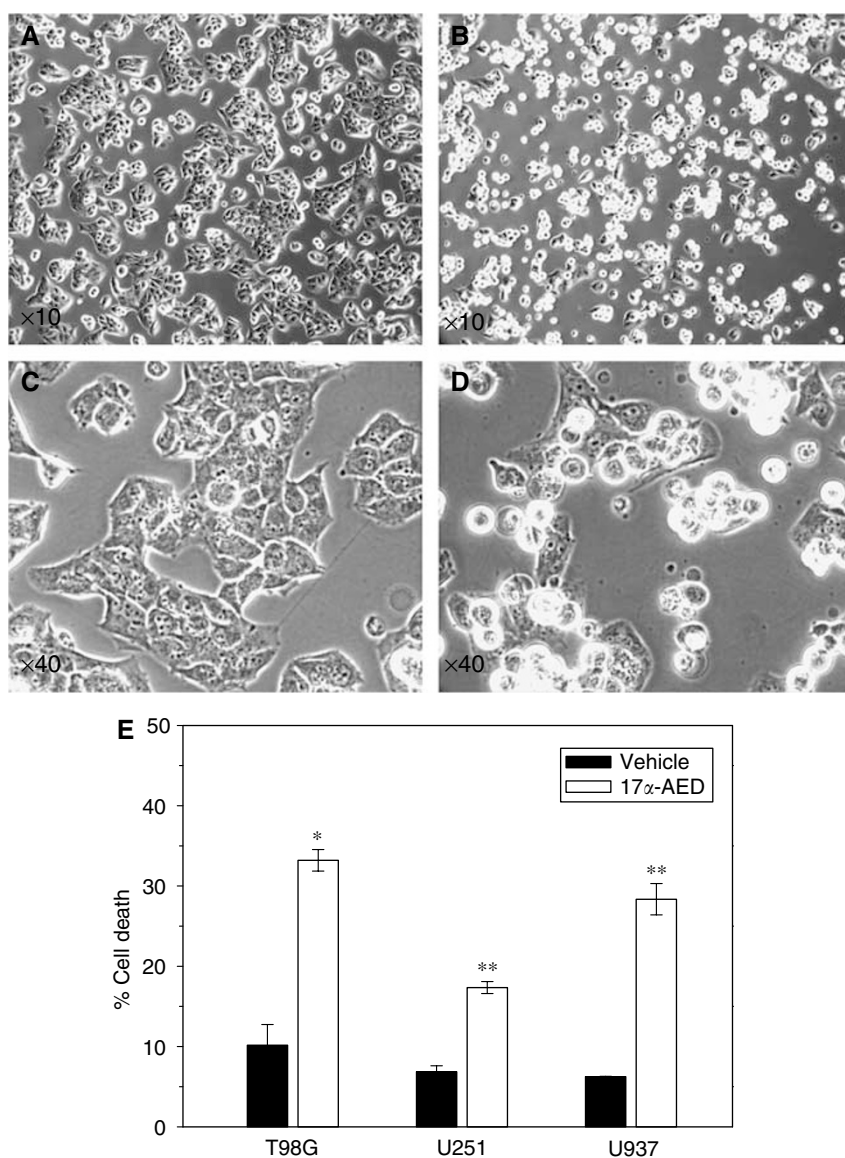 A
B
×10
×10
C
D
×40
×40
E
50
40
30
20
10
0
% Cell death
Vehicle
17α-AED
*
**
**
T98G
U251
U937